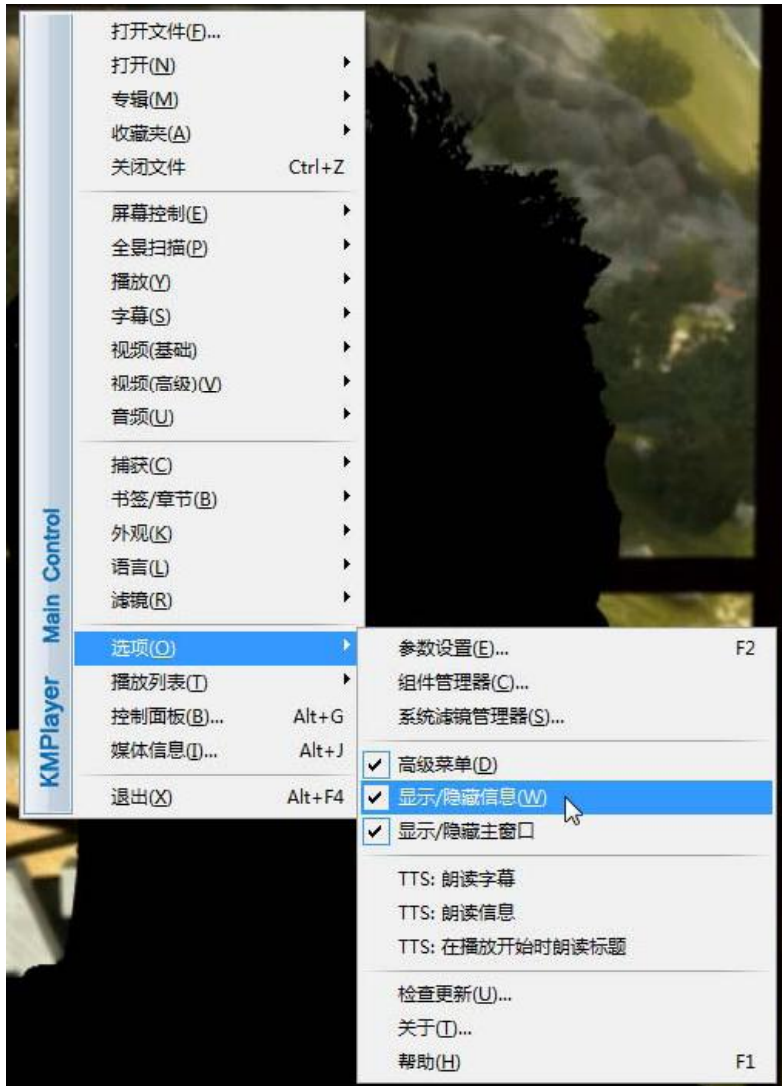 打开文件(F)...
打开(N)
专辑(M)
收藏夹(A)
关闭文件 Ctrl+Z
屏幕控制(E)
全景扫描(P)
播放(Y)
字幕(S)
视频(基础)
视频(高级)(V)
音频(U)
捕获(C)
书签/章节(B)
外观(K)
语言(L)
滤镜(R)
选项(O)
播放列表(T)
控制面板(B)... Alt+G
媒体信息(I)... Alt+J
退出(X) Alt+F4
KMPlayer Main Control
参数设置(E)... F2
组件管理器(C)...
系统滤镜管理器(S)...
高级菜单(D)
显示/隐藏信息(W)
显示/隐藏主窗口
TTS: 朗读字幕
TTS: 朗读信息
TTS: 在播放开始时朗读标题
检查更新(U)...
关于(T)...
帮助(H) F1